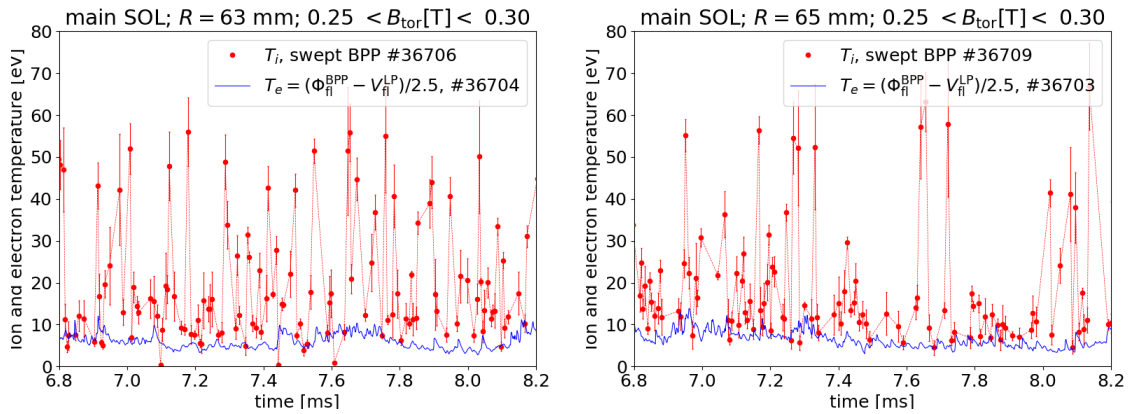 main SOL; R = 63 mm; 0.25 < B_tor[T] < 0.30
Ion and electron temperature [ev]
80
70
60
50
40
30
20
10
0
T_i, swept BPP #36706
T_e = (Φ_fl^BPP − V_fl^LP)/2.5, #36704
6.8 7.0 7.2 7.4 7.6 7.8 8.0 8.2
time [ms]
main SOL; R = 65 mm; 0.25 < B_tor[T] < 0.30
Ion and electron temperature [ev]
80
70
60
50
40
30
20
10
0
T_i, swept BPP #36709
T_e = (Φ_fl^BPP − V_fl^LP)/2.5, #36703
6.8 7.0 7.2 7.4 7.6 7.8 8.0 8.2
time [ms]